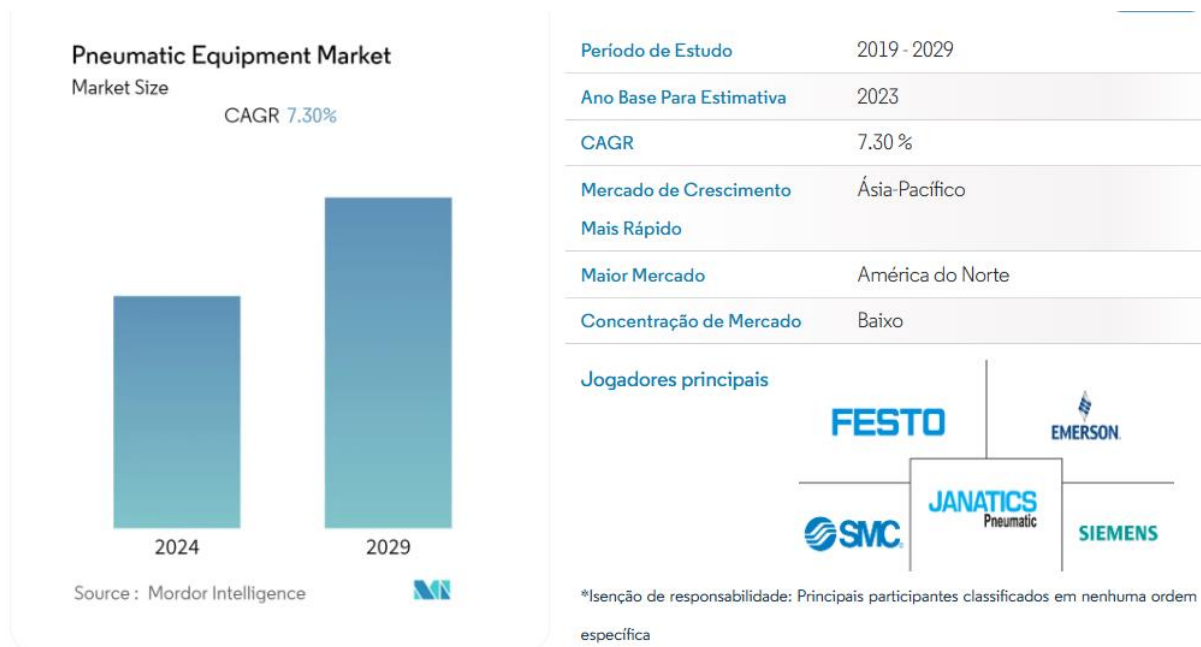 Pneumatic Equipment Market
Market Size
CAGR 7.30%
2024
2029
Source : Mordor Intelligence
Período de Estudo 2019 - 2029
Ano Base Para Estimativa 2023
CAGR 7.30 %
Mercado de Crescimento Ásia-Pacífico
Mais Rápido
Maior Mercado América do Norte
Concentração de Mercado Baixo
Jogadores principais
FESTO
EMERSON.
SMC.
JANATICS
Pneumatic
SIEMENS
*Isenção de responsabilidade: Principais participantes classificados em nenhuma ordem
específica